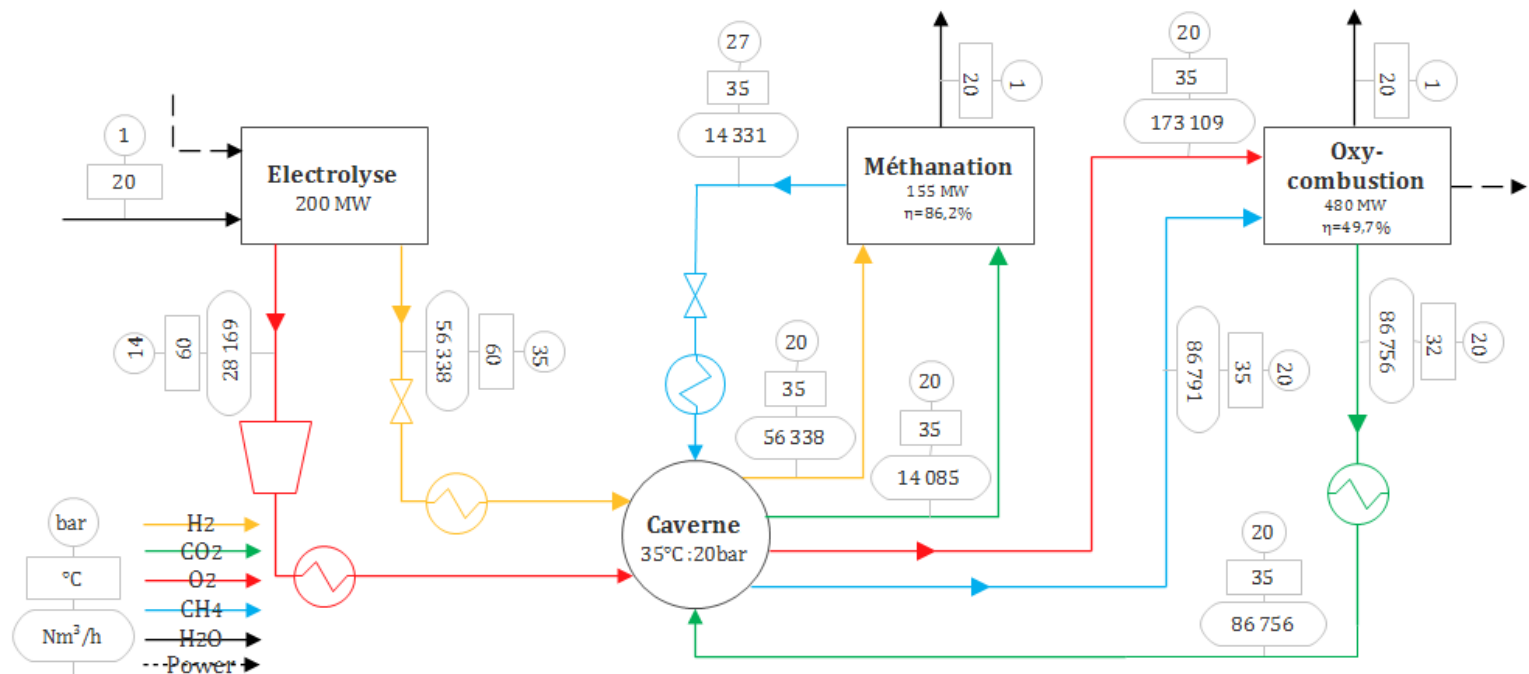 Electrolyse
200 MW
1
20
14
60
28 169
56 338
60
35
27
35
14 331
Méthanation
155 MW
η=86,2%
20
1
20
35
56 338
20
35
14 085
20
35
173 109
Oxy-
combustion
480 MW
η=49,7%
20
1
86 791
35
20
86 756
32
20
20
35
86 756
Caverne
35°C :20bar
bar
°C
Nm³/h
H2
CO2
O2
CH4
H2O
Power